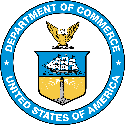 DEPARTMENT OF COMMERCE
UNITED STATES OF AMERICA